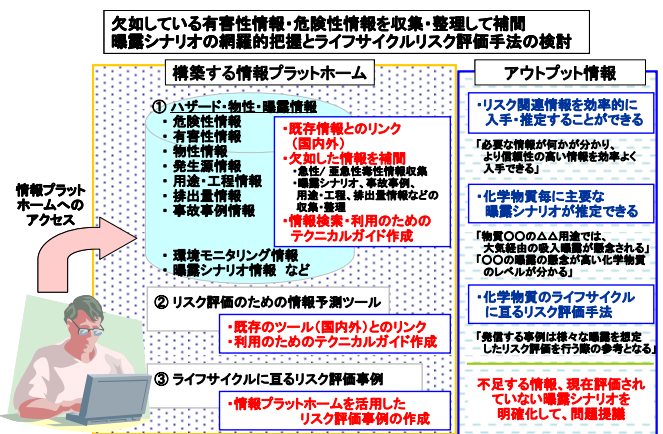 欠如している有害性情報・危険性情報を収集・整理して補間
曝露シナリオの網羅的把握とライフサイクルリスク評価手法の検討
構築する情報プラットホーム
① ハザード・物性・曝露情報
・ 危険性情報
・ 有害性情報
・ 物性情報
・ 発生源情報
・ 用途・工程情報
・ 排出量情報
・ 事故事例情報
・ 環境モニタリング情報
・ 曝露シナリオ情報 など
・既存情報とのリンク
（国内外）
・欠如した情報を補間
・急性/ 亜急性毒性情報収集
・曝露シナリオ、事故事例、
用途・工程、排出量情報などの
収集・整理
・情報検索・利用のための
テクニカルガイド作成
情報プラット
ホームへの
アクセス
② リスク評価のための情報予測ツール
・既存のツール（国内外）とのリンク
・利用のためのテクニカルガイド作成
③ ライフサイクルに亘るリスク評価事例
・情報プラットホームを活用した
リスク評価事例の作成
アウトプット情報
・リスク関連情報を効率的に
入手・推定することができる
「必要な情報が何かが分かり、
より信頼性の高い情報を効率よく
入手できる」
・化学物質毎に主要な
曝露シナリオが推定できる
「物質〇〇の△△用途では、
大気経由の吸入曝露が懸念される」
「〇〇の曝露の懸念が高い化学物質
のレベルが分かる」
・化学物質のライフサイクル
に亘るリスク評価手法
「発信する事例は様々な曝露を想定
したリスク評価を行う際の参考となる」
不足する情報、現在評価され
ていない曝露シナリオを
明確化して、問題提議